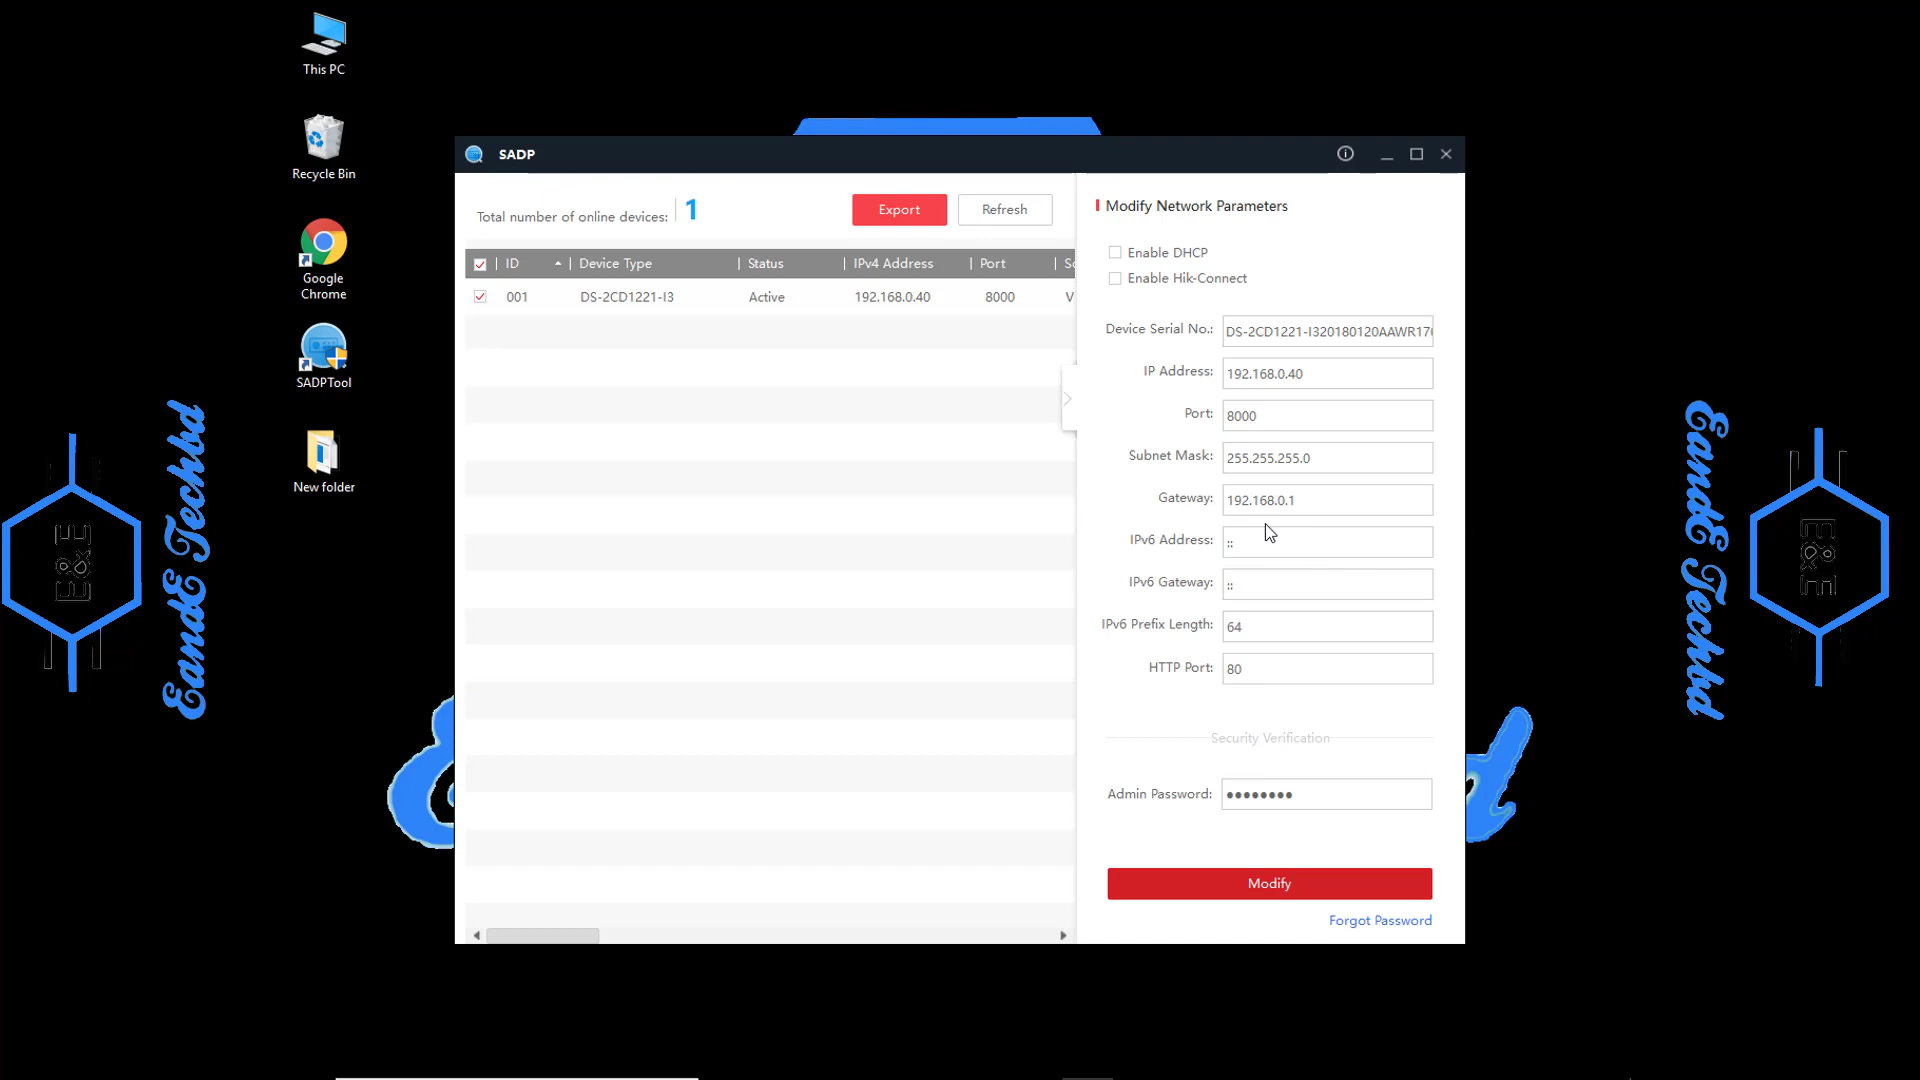 This PC
Recycle Bin
Google
Chrome
SADPTool
New folder
E&E
EandE Techbd
SADP
Total number of online devices: 1
Export
Refresh
ID
Device Type
Status
IPv4 Address
Port
001
DS-2CD1221-I3
Active
192.168.0.40
8000
V
Modify Network Parameters
Enable DHCP
Enable Hik-Connect
Device Serial No.: DS-2CD1221-I320180120AAWR17
IP Address: 192.168.0.40
Port: 8000
Subnet Mask: 255.255.255.0
Gateway: 192.168.0.1
IPv6 Address: ::
IPv6 Gateway: ::
IPv6 Prefix Length: 64
HTTP Port: 80
Security Verification
Admin Password: ●●●●●●●●
Modify
Forgot Password
EandE Techbd
E&E